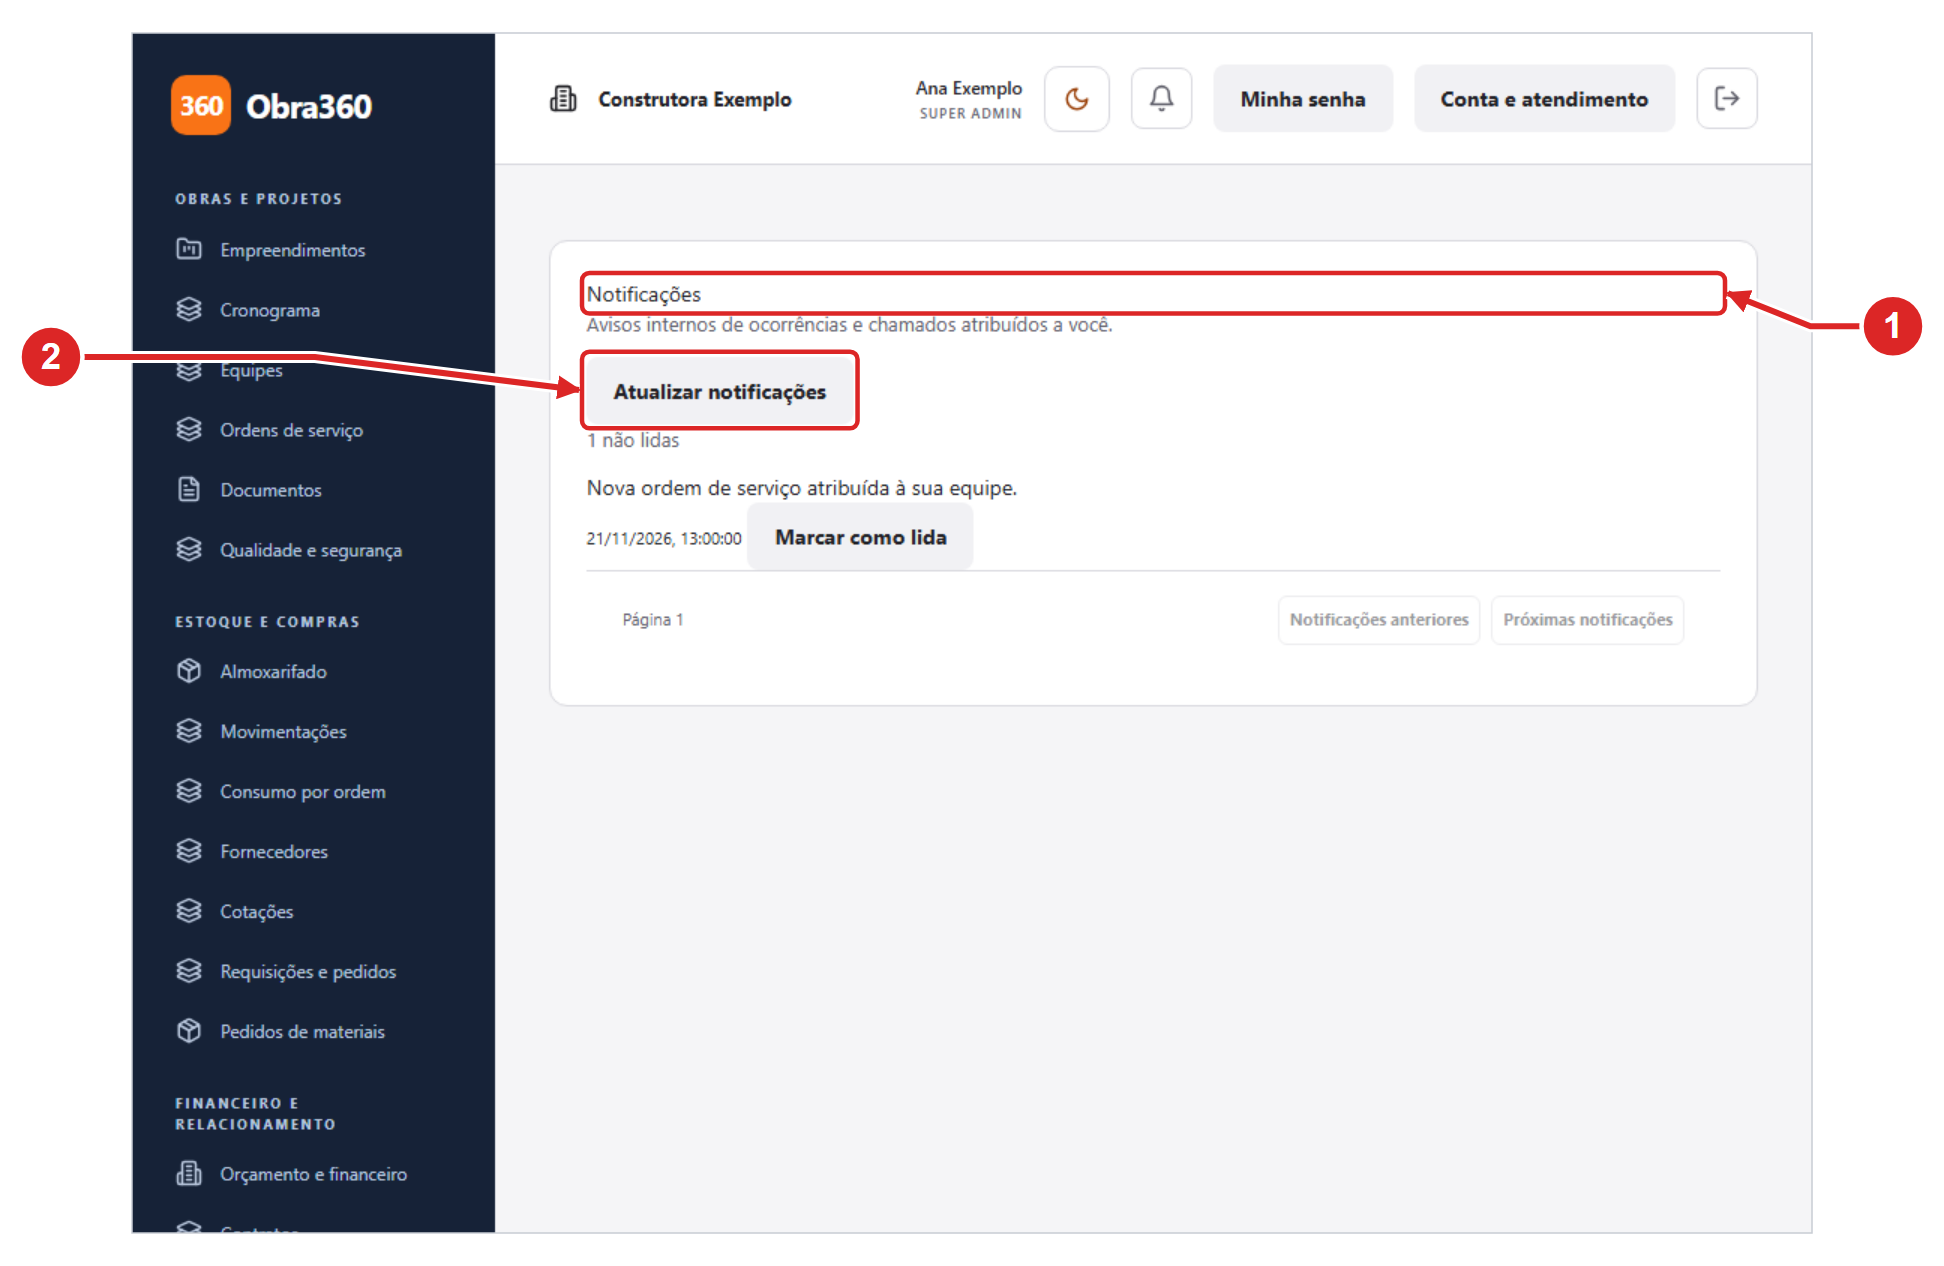 360 Obra360
OBRAS E PROJETOS
Empreendimentos
Cronograma
Equipes
Ordens de serviço
Documentos
Qualidade e segurança
ESTOQUE E COMPRAS
Almoxarifado
Movimentações
Consumo por ordem
Fornecedores
Cotações
Requisições e pedidos
Pedidos de materiais
FINANCEIRO E
RELACIONAMENTO
Orçamento e financeiro
Construtora Exemplo
Ana Exemplo
SUPER ADMIN
Minha senha
Conta e atendimento
Notificações
Avisos internos de ocorrências e chamados atribuídos a você.
Atualizar notificações
1 não lidas
Nova ordem de serviço atribuída à sua equipe.
21/11/2026, 13:00:00 Marcar como lida
Página 1
Notificações anteriores
Próximas notificações
1
2